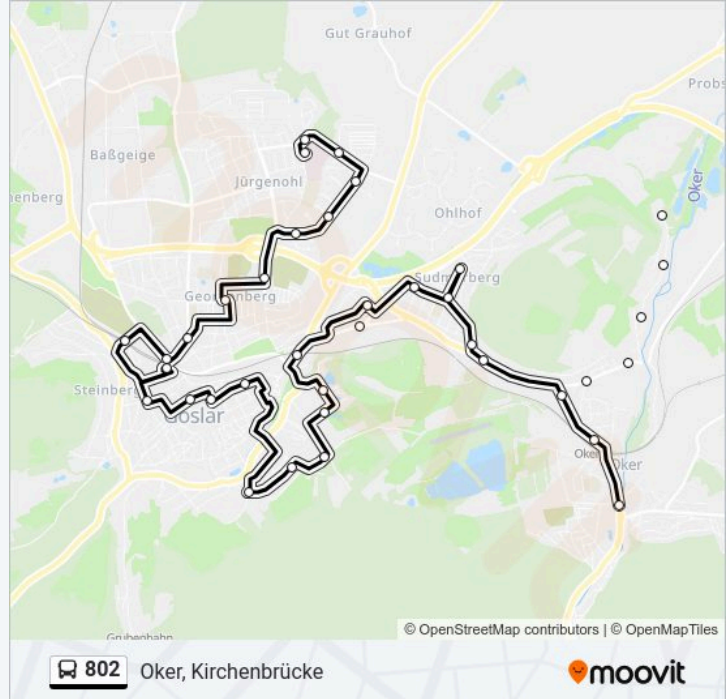 Gut Grauhof
Probs
Baßgeige
Jürgenohl
enberg
Oker
Ohlhof
Sudmerberg
Georgenberg
Steinberg
Goslar
Oker
Oker
Grubenbahn
© OpenStreetMap contributors | © OpenMapTiles
802 Oker, Kirchenbrücke
moovit